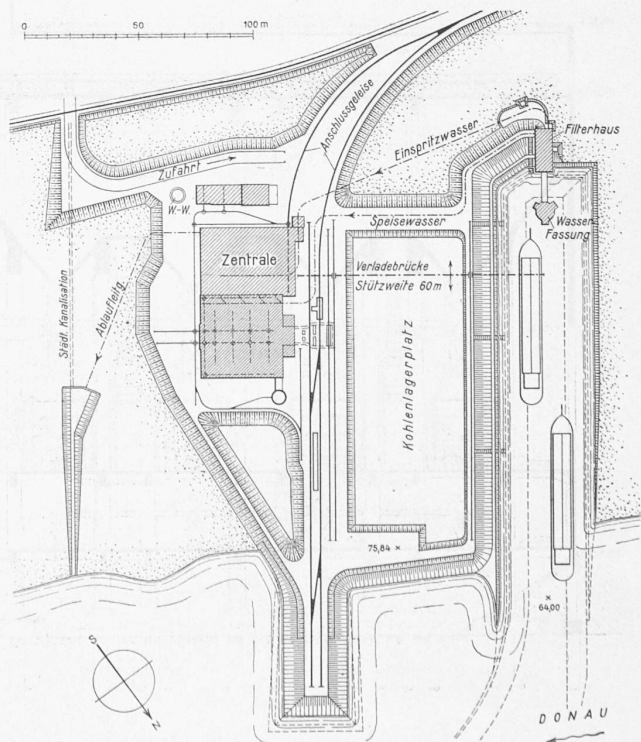 0 50 100 m
Anschlussgeleise
Einspritzwasser
Filterhaus
Zufahrt
W.-W.
Speisewasser
Wasser-
Fassung
Zentrale
Verladebrücke
Stützweite 60m
Städt. Kanalisation
Ablaufleitg.
Kohlenlagerplatz
75,84 ×
×
64,00
S
N
DONAU